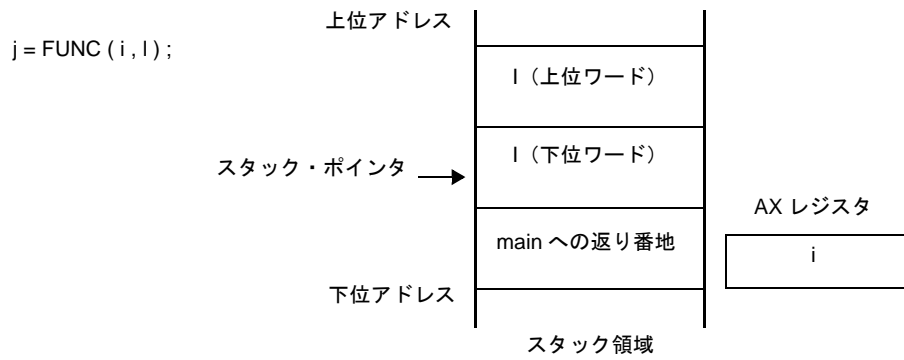 上位アドレス
j = FUNC ( i , l ) ;
l（上位ワード）
l（下位ワード）
スタック・ポインタ
AX レジスタ
main への返り番地
i
下位アドレス
スタック領域